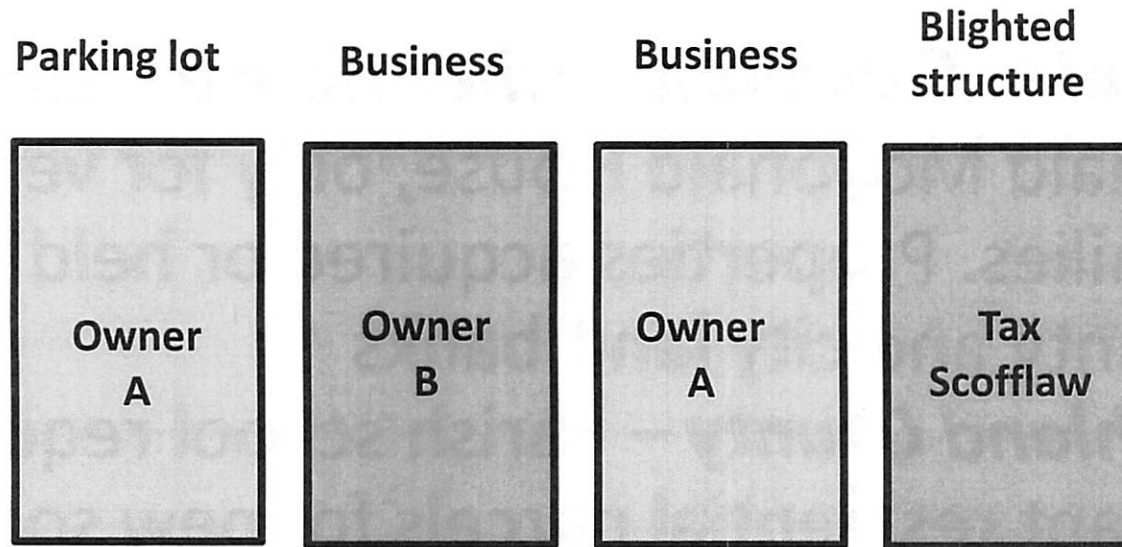 Parking lot
Business
Business
Blighted
structure
Owner
A
Owner
B
Owner
A
Tax
Scofflaw